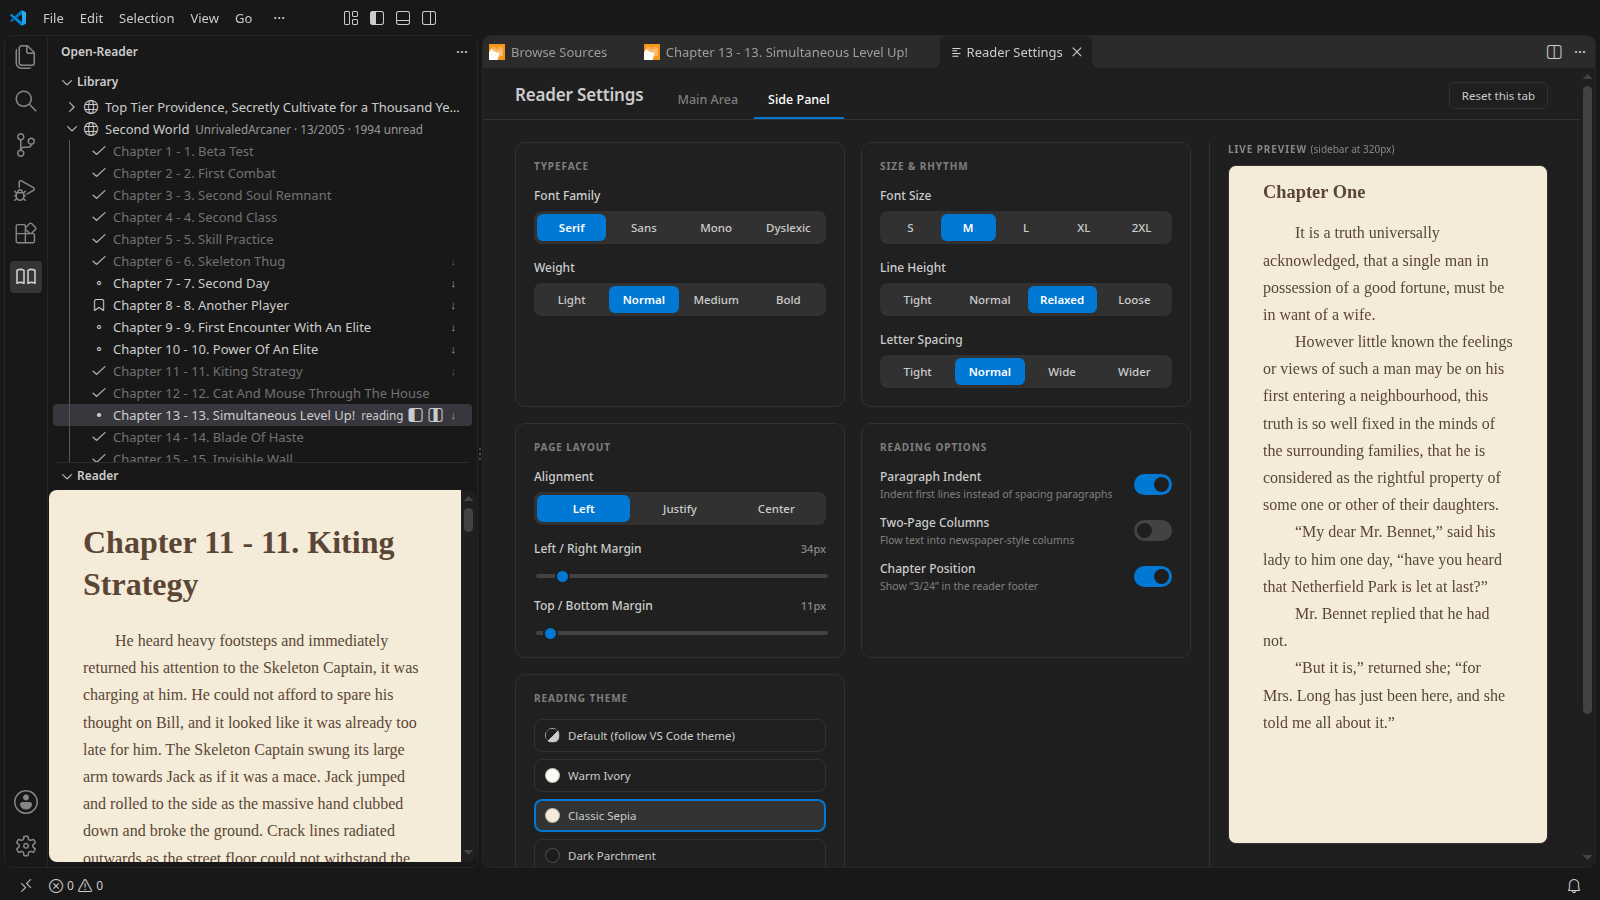 File Edit Selection View Go ···
Open-Reader ···
Library
Top Tier Providence, Secretly Cultivate for a Thousand Ye...
Second World UnrivaledArcaner · 13/2005 · 1994 unread
Chapter 1 - 1. Beta Test
Chapter 2 - 2. First Combat
Chapter 3 - 3. Second Soul Remnant
Chapter 4 - 4. Second Class
Chapter 5 - 5. Skill Practice
Chapter 6 - 6. Skeleton Thug ↓
Chapter 7 - 7. Second Day ↓
Chapter 8 - 8. Another Player ↓
Chapter 9 - 9. First Encounter With An Elite ↓
Chapter 10 - 10. Power Of An Elite ↓
Chapter 11 - 11. Kiting Strategy ↓
Chapter 12 - 12. Cat And Mouse Through The House
Chapter 13 - 13. Simultaneous Level Up! reading ↓
Chapter 14 - 14. Blade Of Haste
Chapter 15 - 15. Invisible Wall
Reader
Chapter 11 - 11. Kiting
Strategy
He heard heavy footsteps and immediately
returned his attention to the Skeleton Captain, it was
charging at him. He could not afford to spare his
thought on Bill, and it looked like it was already too
late for him. The Skeleton Captain swung its large
arm towards Jack as if it was a mace. Jack jumped
and rolled to the side as the massive hand clubbed
down and broke the ground. Crack lines radiated
outwards as the street floor could not withstand the
Browse Sources
Chapter 13 - 13. Simultaneous Level Up!
Reader Settings
···
Reader Settings
Main Area
Side Panel
Reset this tab
TYPEFACE
Font Family
Serif Sans Mono Dyslexic
Weight
Light Normal Medium Bold
SIZE & RHYTHM
Font Size
S M L XL 2XL
Line Height
Tight Normal Relaxed Loose
Letter Spacing
Tight Normal Wide Wider
PAGE LAYOUT
Alignment
Left Justify Center
Left / Right Margin 34px
Top / Bottom Margin 11px
READING OPTIONS
Paragraph Indent
Indent first lines instead of spacing paragraphs
Two-Page Columns
Flow text into newspaper-style columns
Chapter Position
Show “3/24” in the reader footer
READING THEME
Default (follow VS Code theme)
Warm Ivory
Classic Sepia
Dark Parchment
LIVE PREVIEW (sidebar at 320px)
Chapter One
It is a truth universally
acknowledged, that a single man in
possession of a good fortune, must be
in want of a wife.
However little known the feelings
or views of such a man may be on his
first entering a neighbourhood, this
truth is so well fixed in the minds of
the surrounding families, that he is
considered as the rightful property of
some one or other of their daughters.
“My dear Mr. Bennet,” said his
lady to him one day, “have you heard
that Netherfield Park is let at last?”
Mr. Bennet replied that he had
not.
“But it is,” returned she; “for
Mrs. Long has just been here, and she
told me all about it.”
0 0